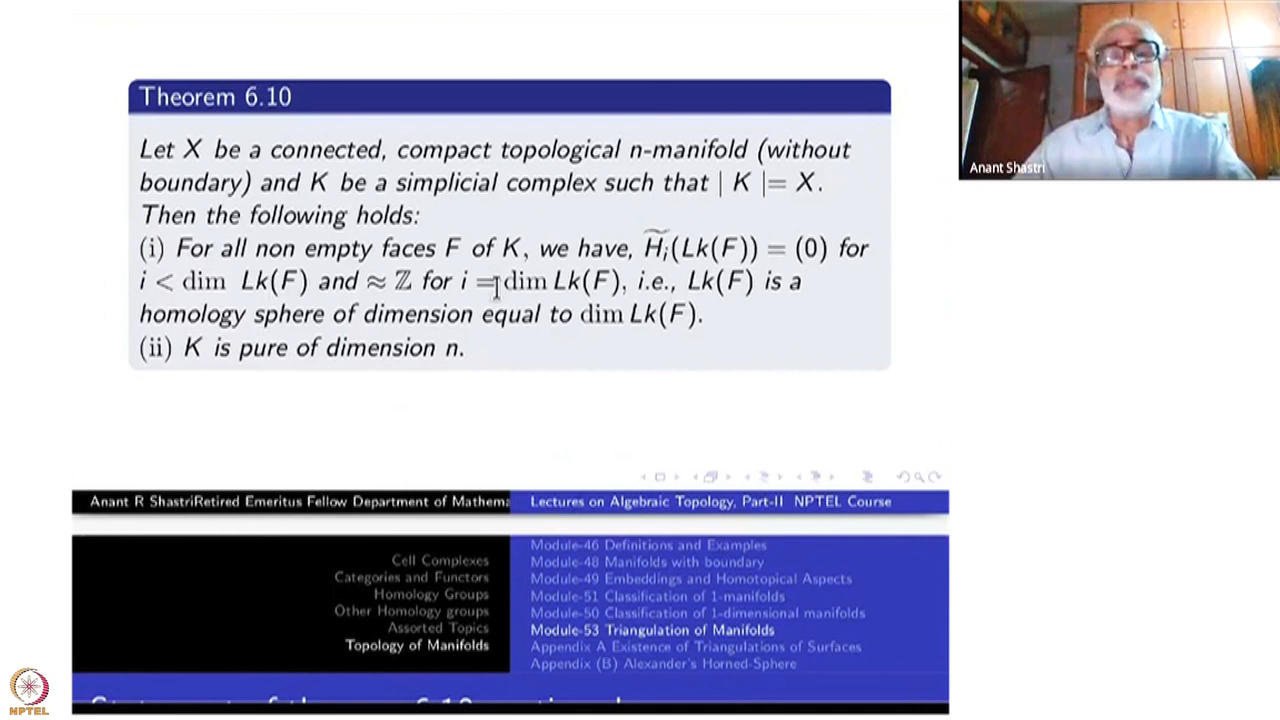 Theorem 6.10
Let X be a connected, compact topological n-manifold (without
boundary) and K be a simplicial complex such that | K |= X.
Then the following holds:
(i) For all non empty faces F of K, we have, H̃ᵢ(Lk(F)) = (0) for
i < dim Lk(F) and ≈ ℤ for i = dim Lk(F), i.e., Lk(F) is a
homology sphere of dimension equal to dim Lk(F).
(ii) K is pure of dimension n.
Anant Shastri
Anant R ShastriRetired Emeritus Fellow Department of Mathema
Lectures on Algebraic Topology, Part-II NPTEL Course
Cell Complexes
Categories and Functors
Homology Groups
Other Homology groups
Assorted Topics
Topology of Manifolds
Module-46 Definitions and Examples
Module-48 Manifolds with boundary
Module-49 Embeddings and Homotopical Aspects
Module-51 Classification of 1-manifolds
Module-50 Classification of 1-dimensional manifolds
Module-53 Triangulation of Manifolds
Appendix A Existence of Triangulations of Surfaces
Appendix (B) Alexander's Horned-Sphere
NPTEL